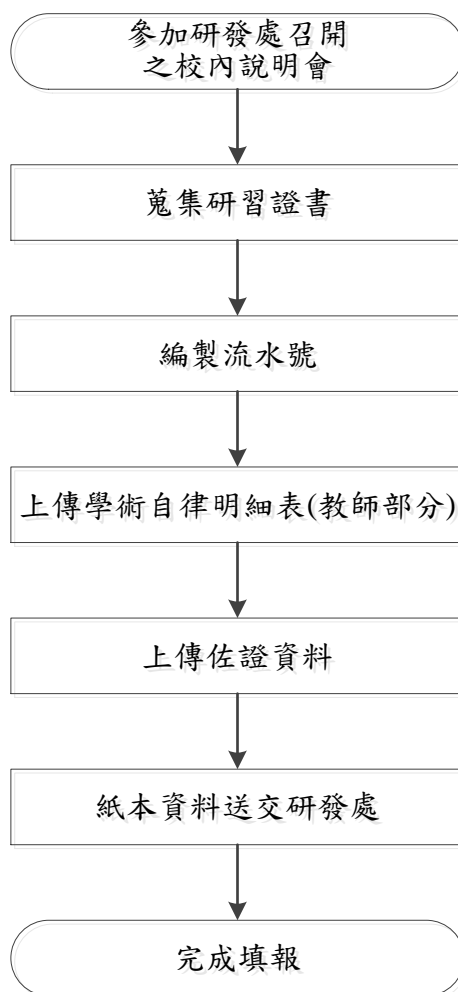 參加研發處召開
之校內說明會
蒐集研習證書
編製流水號
上傳學術自律明細表(教師部分)
上傳佐證資料
紙本資料送交研發處
完成填報